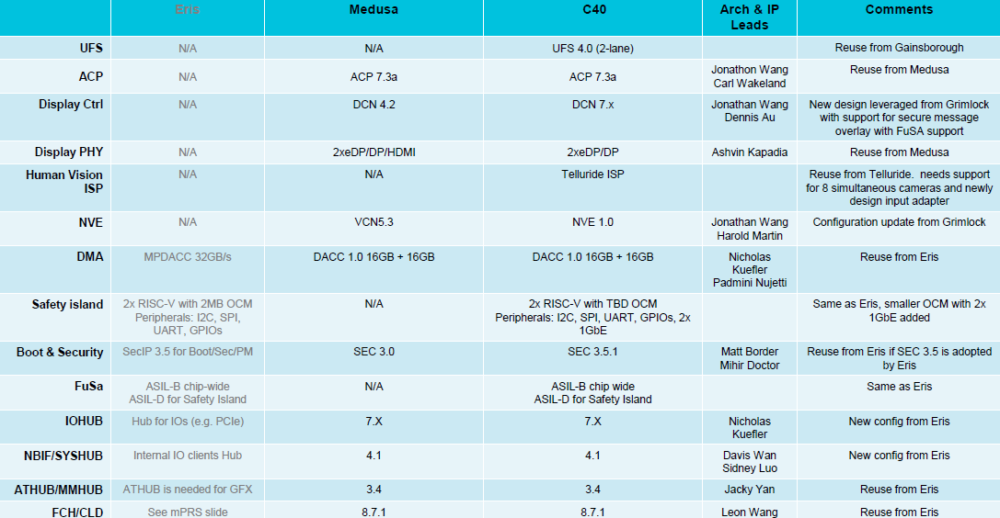 Eris Medusa C40 Arch & IP Leads Comments
UFS N/A N/A UFS 4.0 (2-lane) Reuse from Gainsborough
ACP N/A ACP 7.3a ACP 7.3a Jonathon Wang Reuse from Medusa
Carl Wakeland
Display Ctrl N/A DCN 4.2 DCN 7.x Jonathan Wang New design leveraged from Grimlock
Dennis Au with support for secure message
overlay with FuSA support
Display PHY N/A 2xeDP/DP/HDMI 2xeDP/DP Ashvin Kapadia Reuse from Medusa
Human Vision N/A N/A Telluride ISP Reuse from Telluride. needs support
ISP for 8 simultaneous cameras and newly
design input adapter
NVE N/A VCN5.3 NVE 1.0 Jonathan Wang Configuration update from Grimlock
Harold Martin
DMA MPDACC 32GB/s DACC 1.0 16GB + 16GB DACC 1.0 16GB + 16GB Nicholas Reuse from Eris
Kuefler
Padmini Nujetti
Safety island 2x RISC-V with 2MB OCM N/A 2x RISC-V with TBD OCM Same as Eris, smaller OCM with 2x
Peripherals: I2C, SPI, Peripherals: I2C, SPI, UART, GPIOs, 2x 1GbE added
UART, GPIOs 1GbE
Boot & Security SecIP 3.5 for Boot/Sec/PM SEC 3.0 SEC 3.5.1 Matt Border Reuse from Eris if SEC 3.5 is adopted
Mihir Doctor by Eris
FuSa ASIL-B chip-wide N/A ASIL-B chip wide Same as Eris
ASIL-D for Safety Island ASIL-D for Safety Island
IOHUB Hub for IOs (e.g. PCIe) 7.X 7.X Nicholas New config from Eris
Kuefler
NBIF/SYSHUB Internal IO clients Hub 4.1 4.1 Davis Wan New config from Eris
Sidney Luo
ATHUB/MMHUB ATHUB is needed for GFX 3.4 3.4 Jacky Yan Reuse from Eris
FCH/CLD See mPRS slide 8.7.1 8.7.1 Leon Wang Reuse from Eris